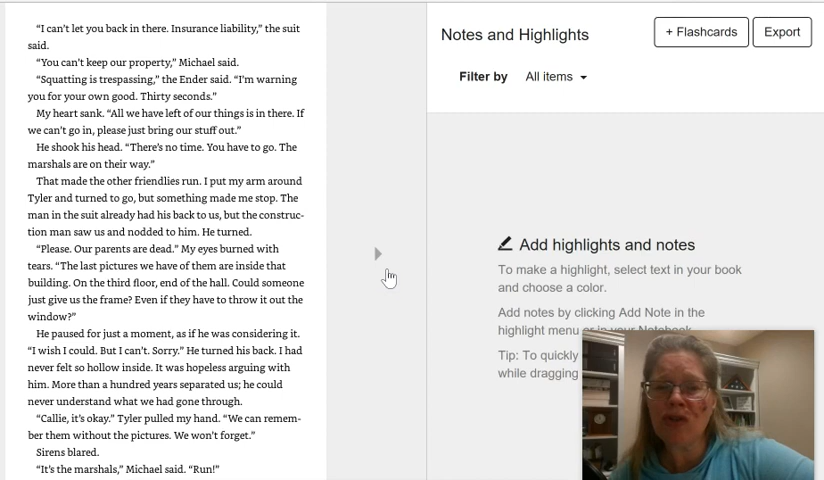 “I can’t let you back in there. Insurance liability,” the suit
said.
“You can’t keep our property,” Michael said.
“Squatting is trespassing,” the Ender said. “I’m warning
you for your own good. Thirty seconds.”
My heart sank. “All we have left of our things is in there. If
we can’t go in, please just bring our stuff out.”
He shook his head. “There’s no time. You have to go. The
marshals are on their way.”
That made the other friendlies run. I put my arm around
Tyler and turned to go, but something made me stop. The
man in the suit already had his back to us, but the construc-
tion man saw us and nodded to him. He turned.
“Please. Our parents are dead.” My eyes burned with
tears. “The last pictures we have of them are inside that
building. On the third floor, end of the hall. Could someone
just give us the frame? Even if they have to throw it out the
window?”
He paused for just a moment, as if he was considering it.
“I wish I could. But I can’t. Sorry.” He turned his back. I had
never felt so hollow inside. It was hopeless arguing with
him. More than a hundred years separated us; he could
never understand what we had gone through.
“Callie, it’s okay.” Tyler pulled my hand. “We can remem-
ber them without the pictures. We won’t forget.”
Sirens blared.
“It’s the marshals,” Michael said. “Run!”
Notes and Highlights
+ Flashcards
Export
Filter by
All items
Add highlights and notes
To make a highlight, select text in your book
and choose a color.
Add notes by clicking Add Note in the
highlight menu or in your Notebook.
Tip: To quickly
while dragging